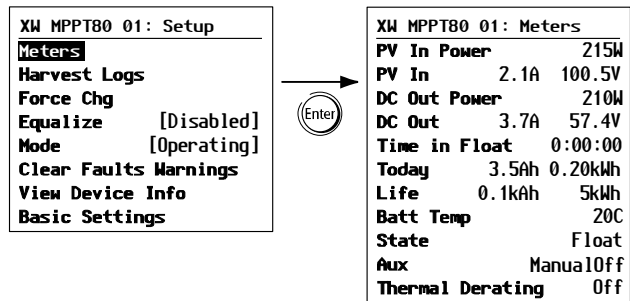 XW MPPT80 01: Setup
Meters
Harvest Logs
Force Chg
Equalize [Disabled]
Mode [Operating]
Clear Faults Warnings
View Device Info
Basic Settings
Enter
XW MPPT80 01: Meters
PV In Power 215W
PV In 2.1A 100.5V
DC Out Power 210W
DC Out 3.7A 57.4V
Time in Float 0:00:00
Today 3.5Ah 0.20kWh
Life 0.1kAh 5kWh
Batt Temp 20C
State Float
Aux ManualOff
Thermal Derating Off